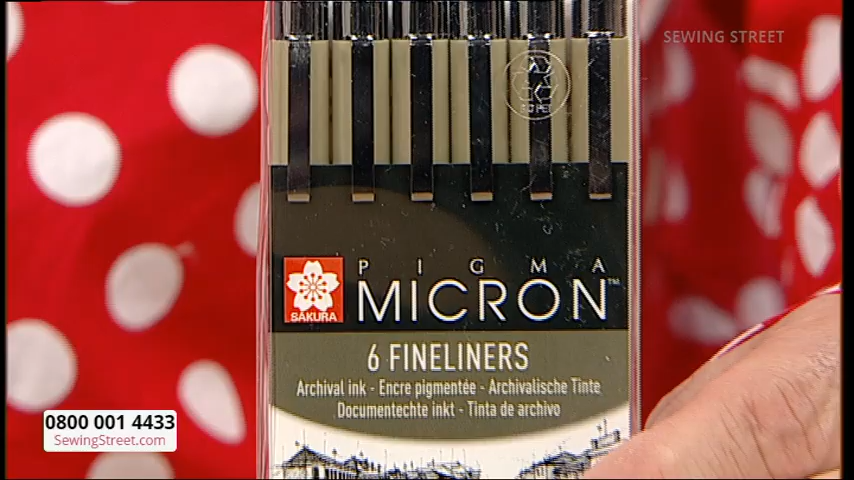 SEWING STREET
PIGMA
MICRON™
SAKURA
6 FINELINERS
Archival ink - Encre pigmentée - Archivalische Tinte
Documentechte inkt - Tinta de archivo
0800 001 4433
SewingStreet.com